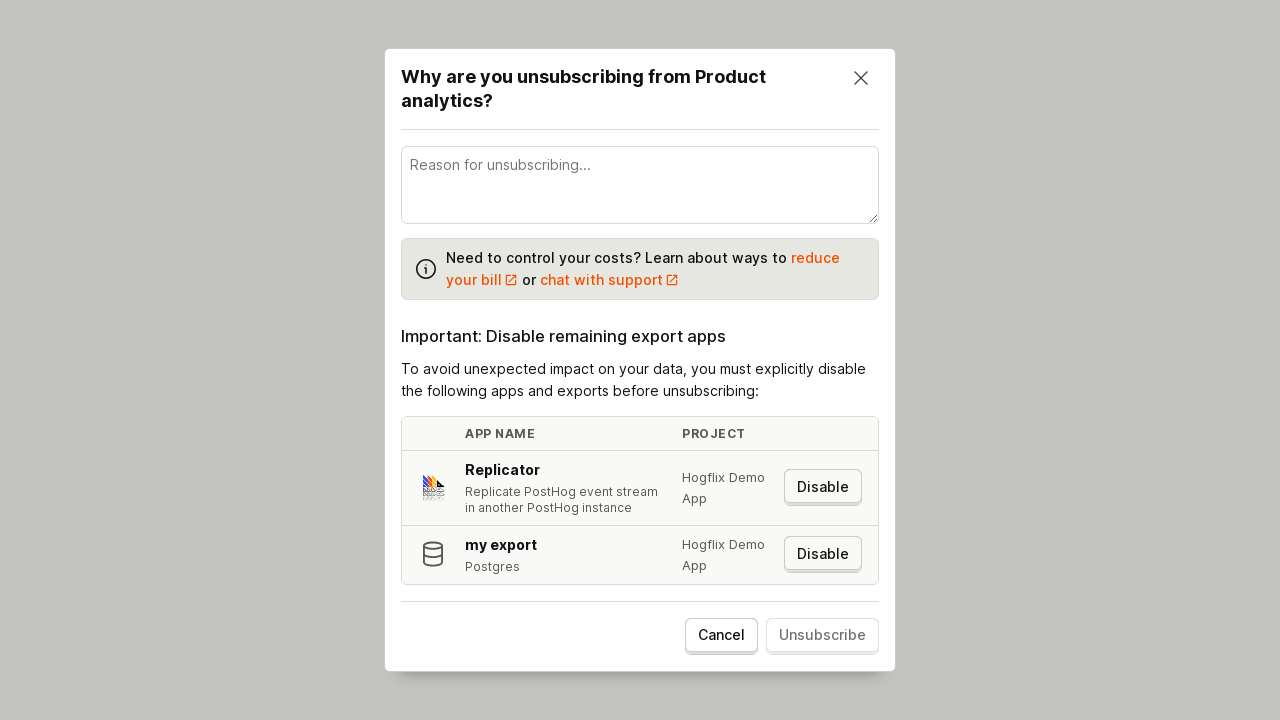 Why are you unsubscribing from Product
analytics?
Reason for unsubscribing...
Need to control your costs? Learn about ways to reduce
your bill or chat with support
Important: Disable remaining export apps
To avoid unexpected impact on your data, you must explicitly disable
the following apps and exports before unsubscribing:
APP NAME PROJECT
Replicator
Replicate PostHog event stream
in another PostHog instance
Hogflix Demo
App
Disable
my export
Postgres
Hogflix Demo
App
Disable
Cancel Unsubscribe